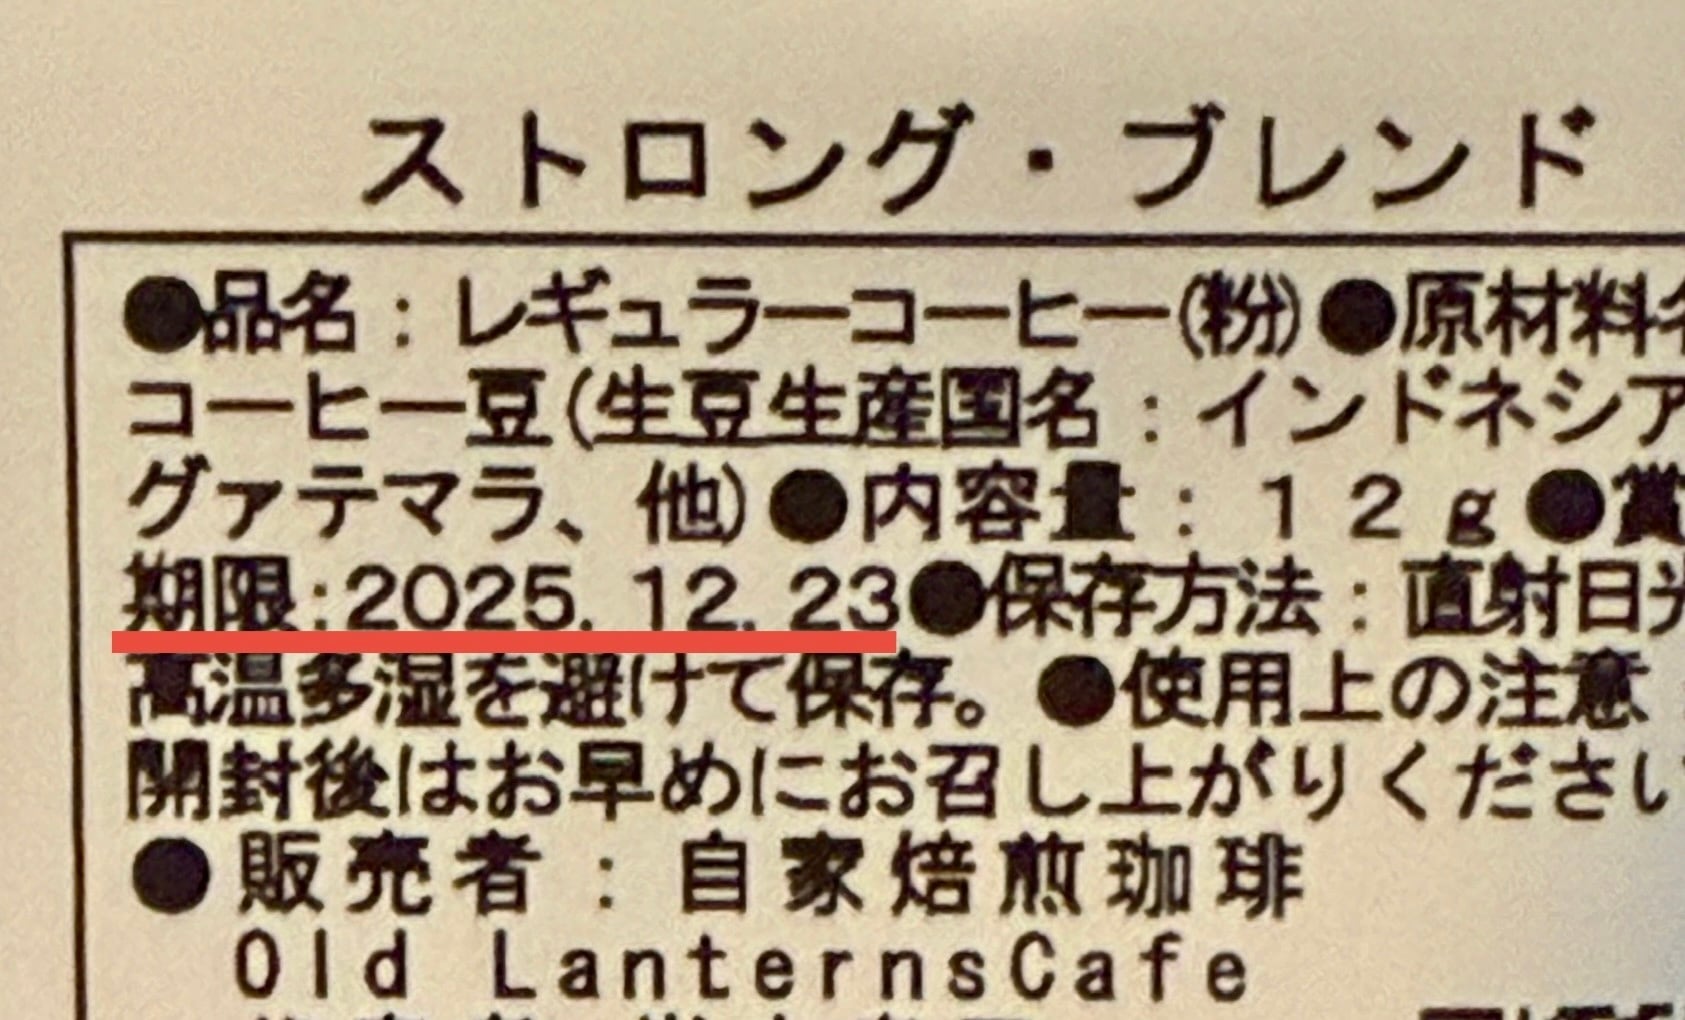 ストロング・ブレンド
●品名：レギュラーコーヒー(粉)●原材料名
コーヒー豆(生豆生産国名：インドネシア
グァテマラ、他)●内容量：１２ｇ●賞
期限:2025. 12. 23●保存方法：直射日光
高温多湿を避けて保存。●使用上の注意
開封後はお早めにお召し上がりください
●販売者：自家焙煎珈琲
Old LanternsCafe